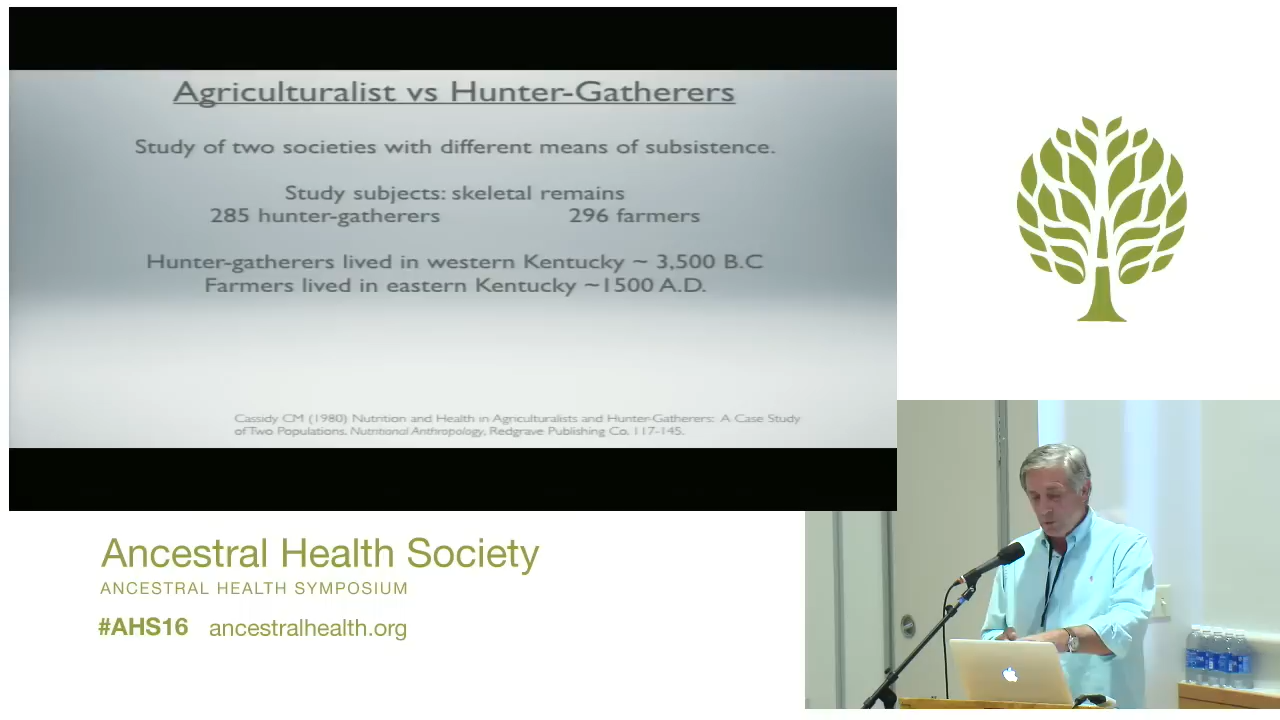 Agriculturalist vs Hunter-Gatherers
Study of two societies with different means of subsistence.
Study subjects: skeletal remains
285 hunter-gatherers 296 farmers
Hunter-gatherers lived in western Kentucky ~ 3,500 B.C
Farmers lived in eastern Kentucky ~1500 A.D.
Cassidy CM (1980) Nutrition and Health in Agriculturalists and Hunter-Gatherers: A Case Study
of Two Populations. Nutritional Anthropology, Redgrave Publishing Co. 117-145.
Ancestral Health Society
ANCESTRAL HEALTH SYMPOSIUM
#AHS16 ancestralhealth.org